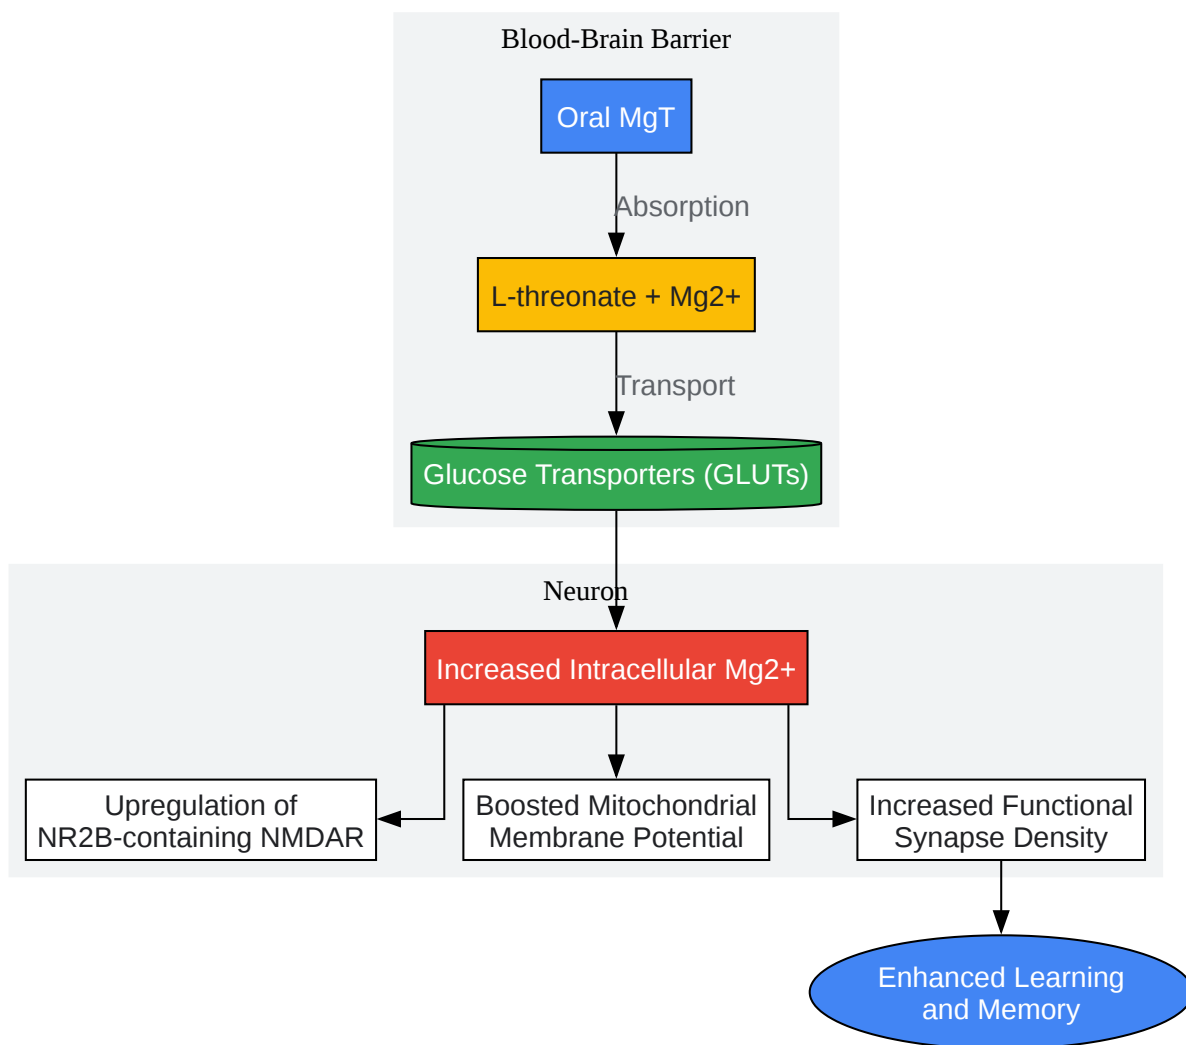 Blood-Brain Barrier
Oral MgT
Absorption
L-threonate + Mg2+
Transport
Glucose Transporters (GLUTs)
Neuron
Increased Intracellular Mg2+
Upregulation of
NR2B-containing NMDAR
Boosted Mitochondrial
Membrane Potential
Increased Functional
Synapse Density
Enhanced Learning
and Memory